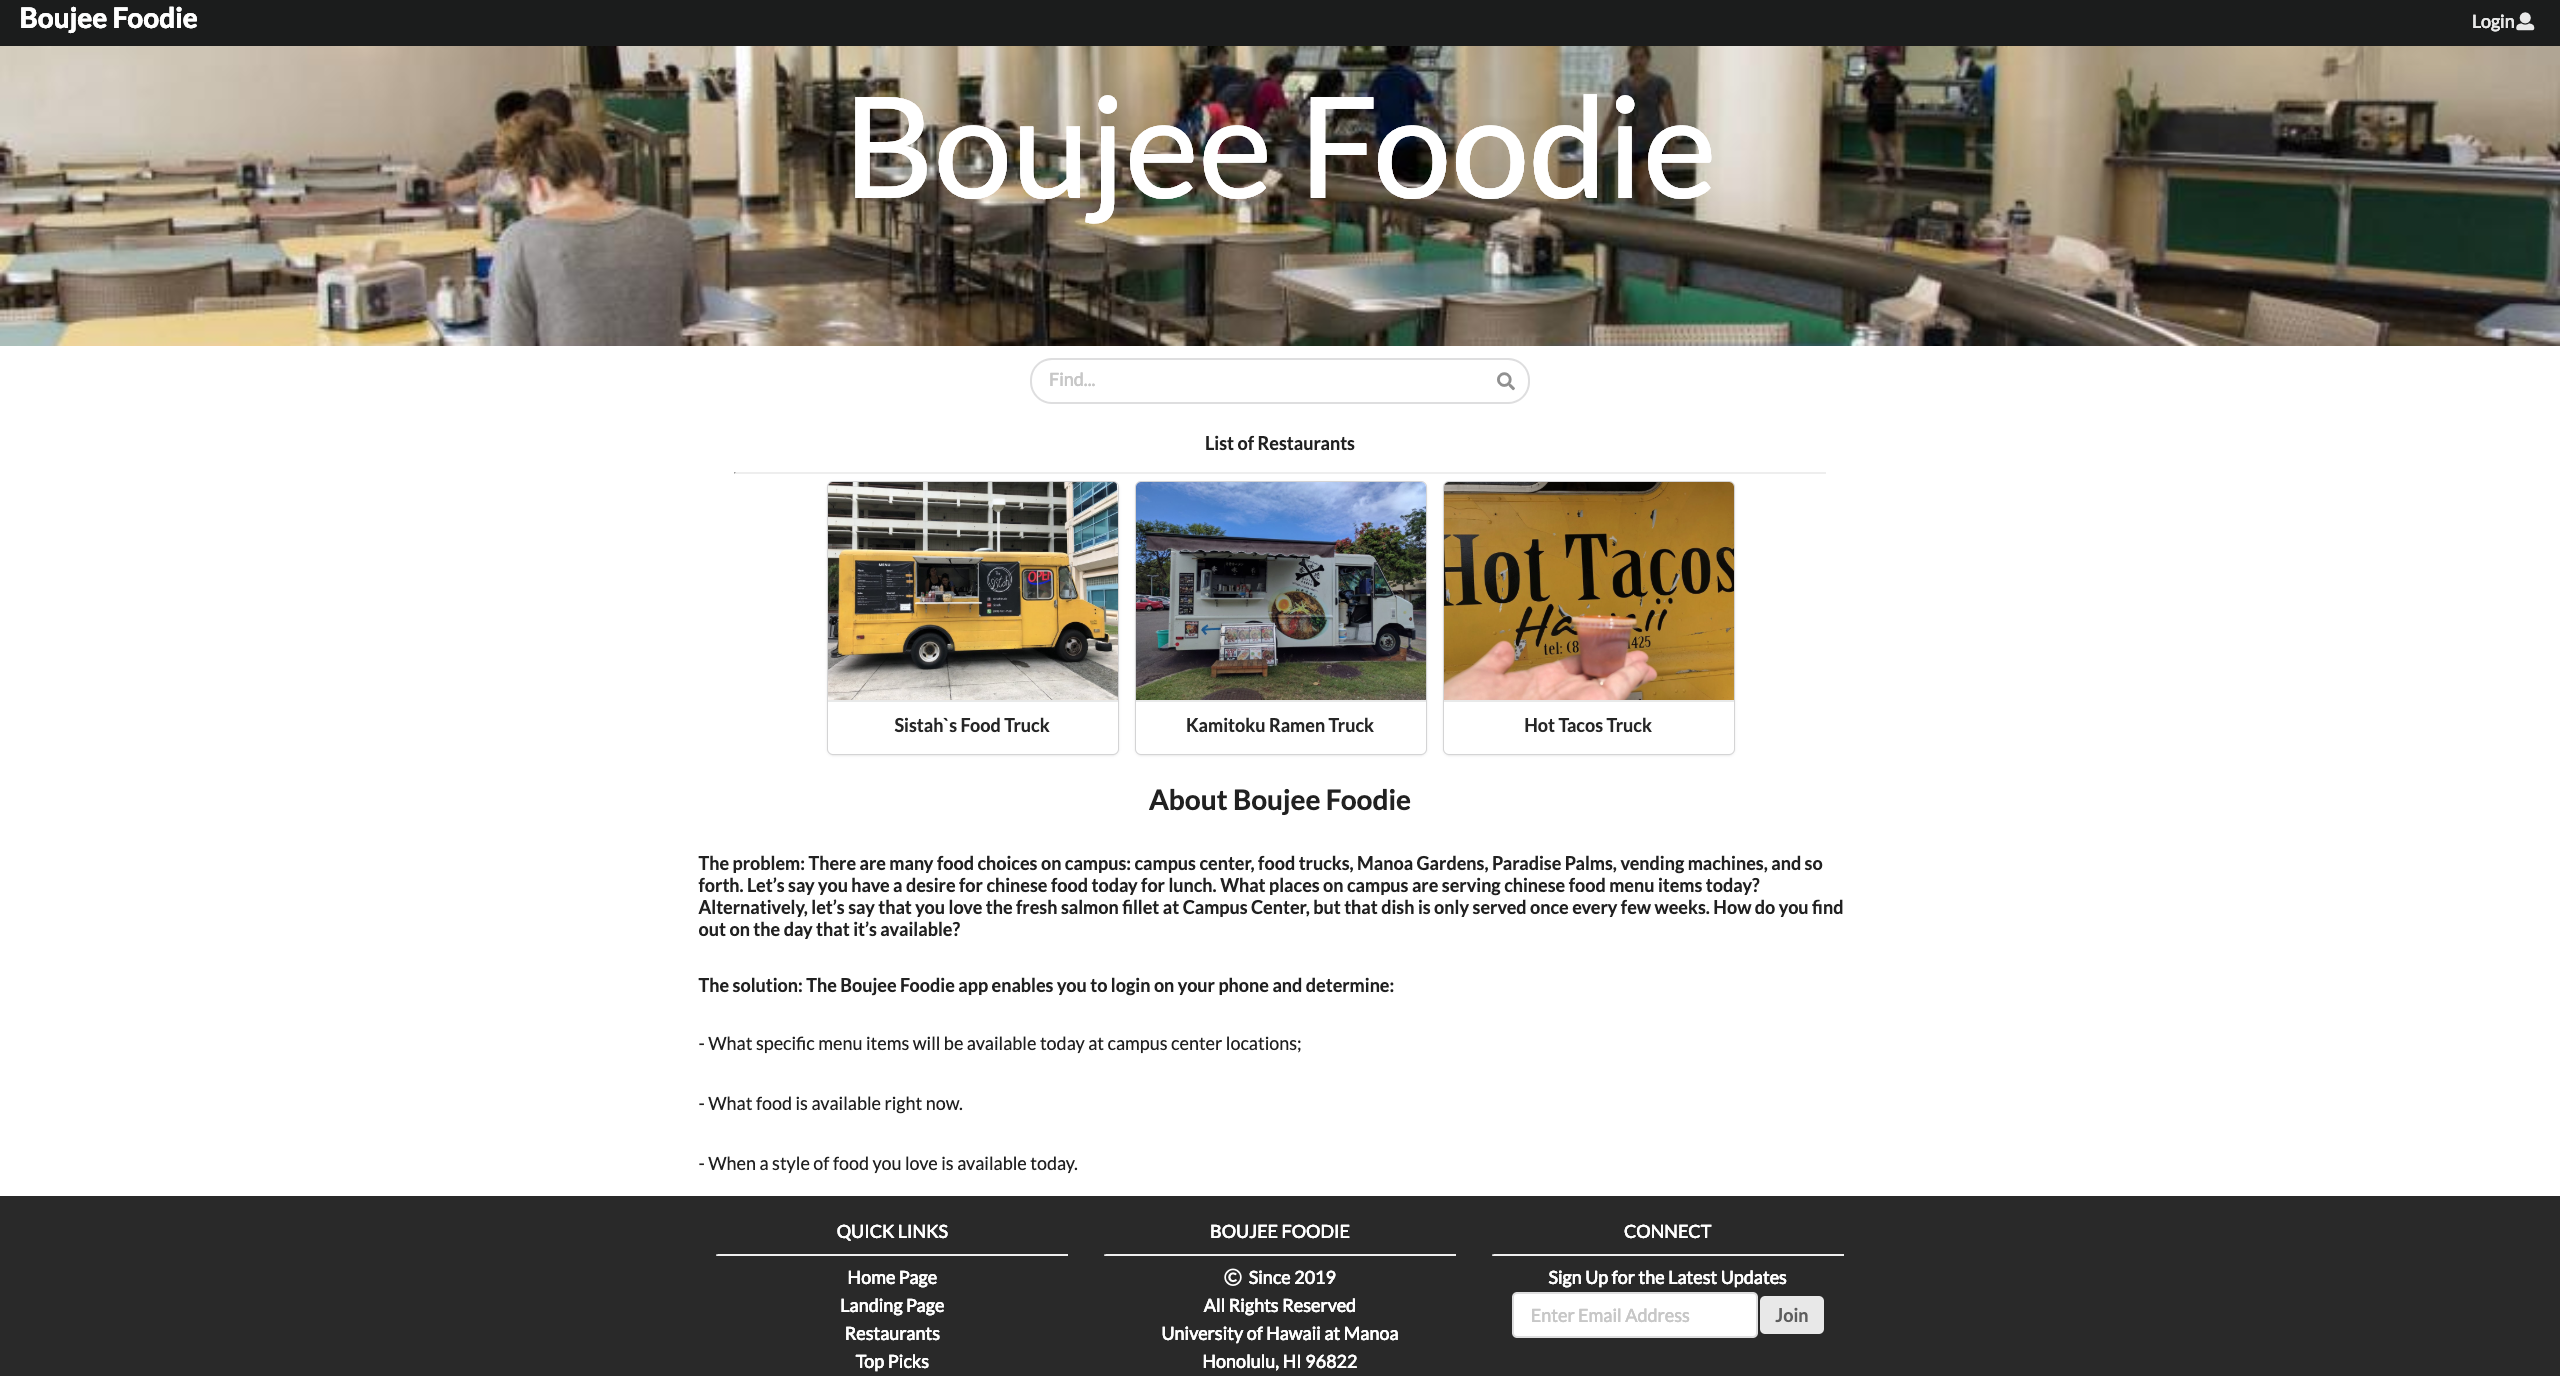 Boujee Foodie
Login
Boujee Foodie
Find...
List of Restaurants
MENU
OPEN
Hot Tacos
tel: (8
1425
Sistah`s Food Truck
Kamitoku Ramen Truck
Hot Tacos Truck
About Boujee Foodie
The problem: There are many food choices on campus: campus center, food trucks, Manoa Gardens, Paradise Palms, vending machines, and so
forth. Let’s say you have a desire for chinese food today for lunch. What places on campus are serving chinese food menu items today?
Alternatively, let’s say that you love the fresh salmon fillet at Campus Center, but that dish is only served once every few weeks. How do you find
out on the day that it’s available?
The solution: The Boujee Foodie app enables you to login on your phone and determine:
- What specific menu items will be available today at campus center locations;
- What food is available right now.
- When a style of food you love is available today.
QUICK LINKS
Home Page
Landing Page
Restaurants
Top Picks
BOUJEE FOODIE
© Since 2019
All Rights Reserved
University of Hawaii at Manoa
Honolulu, HI 96822
CONNECT
Sign Up for the Latest Updates
Enter Email Address
Join